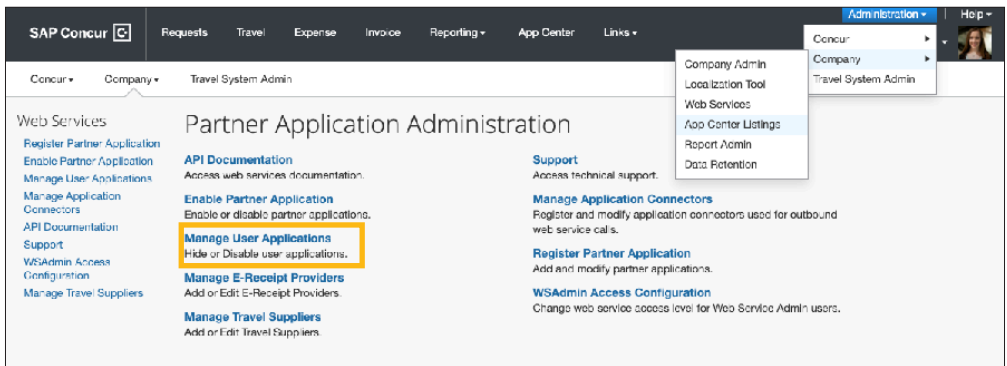 Administration Help
SAP Concur C
Requests Travel Expense Invoice Reporting App Center Links
Concur
Company
Travel System Admin
Company Admin
Localization Tool
Web Services
App Center Listings
Report Admin
Data Retention
Concur Company Travel System Admin
Web Services
Register Partner Application
Enable Partner Application
Manage User Applications
Manage Application
Connectors
API Documentation
Support
WSAdmin Access
Configuration
Manage Travel Suppliers
Partner Application Administration
API Documentation
Access web services documentation.
Enable Partner Application
Enable or disable partner applications.
Manage User Applications
Hide or Disable user applications.
Manage E-Receipt Providers
Add or Edit E-Receipt Providers.
Manage Travel Suppliers
Add or Edit Travel Suppliers.
Support
Access technical support.
Manage Application Connectors
Register and modify application connectors used for outbound
web service calls.
Register Partner Application
Add and modify partner applications.
WSAdmin Access Configuration
Change web service access level for Web Service Admin users.